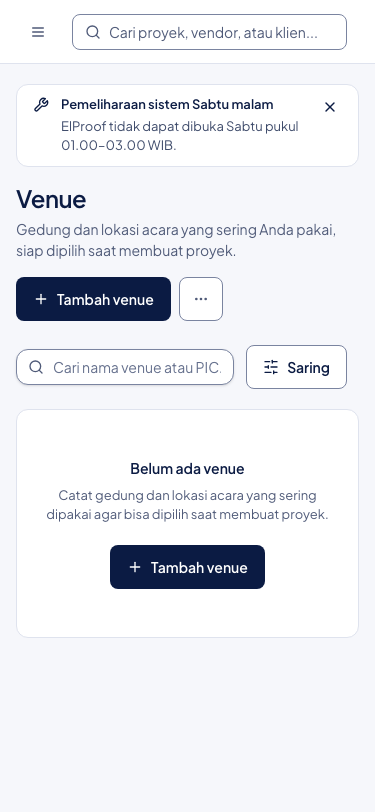 Cari proyek, vendor, atau klien...
Pemeliharaan sistem Sabtu malam
ElProof tidak dapat dibuka Sabtu pukul
01.00–03.00 WIB.
Venue
Gedung dan lokasi acara yang sering Anda pakai,
siap dipilih saat membuat proyek.
Tambah venue
Cari nama venue atau PIC.
Saring
Belum ada venue
Catat gedung dan lokasi acara yang sering
dipakai agar bisa dipilih saat membuat proyek.
Tambah venue